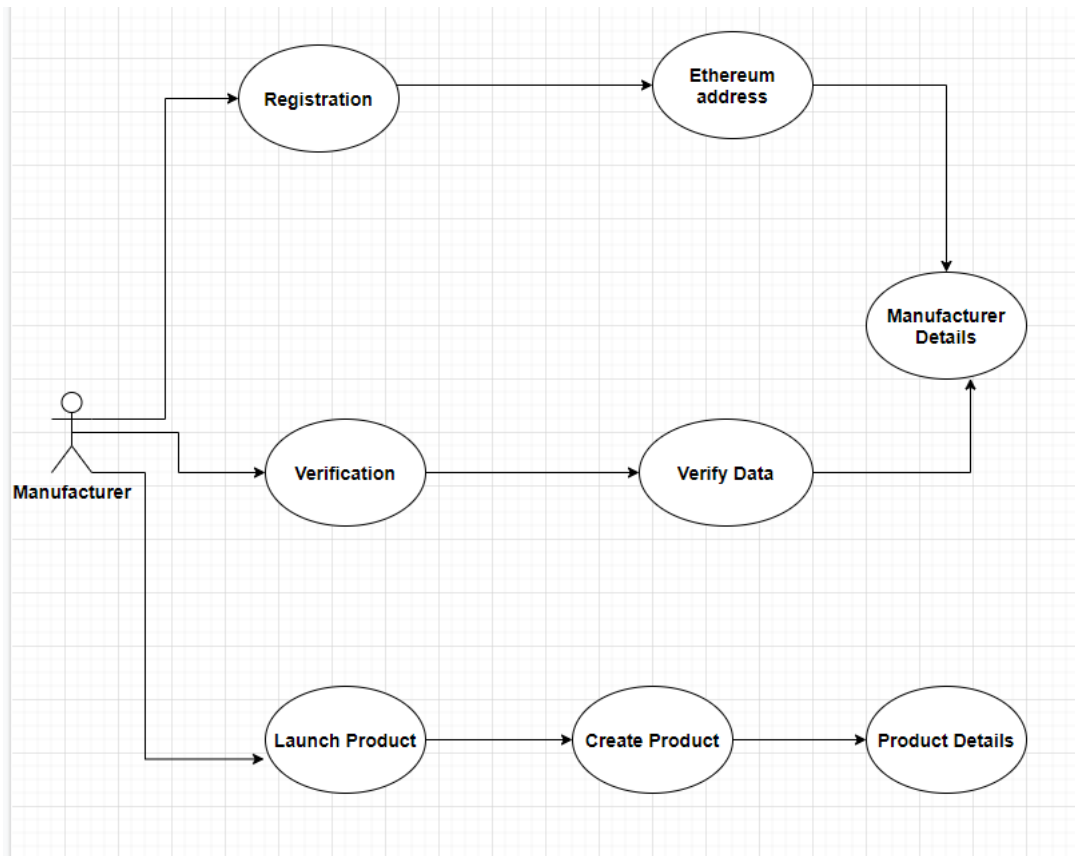 Registration
Ethereum
address
Manufacturer
Details
Manufacturer
Verification
Verify Data
Launch Product
Create Product
Product Details